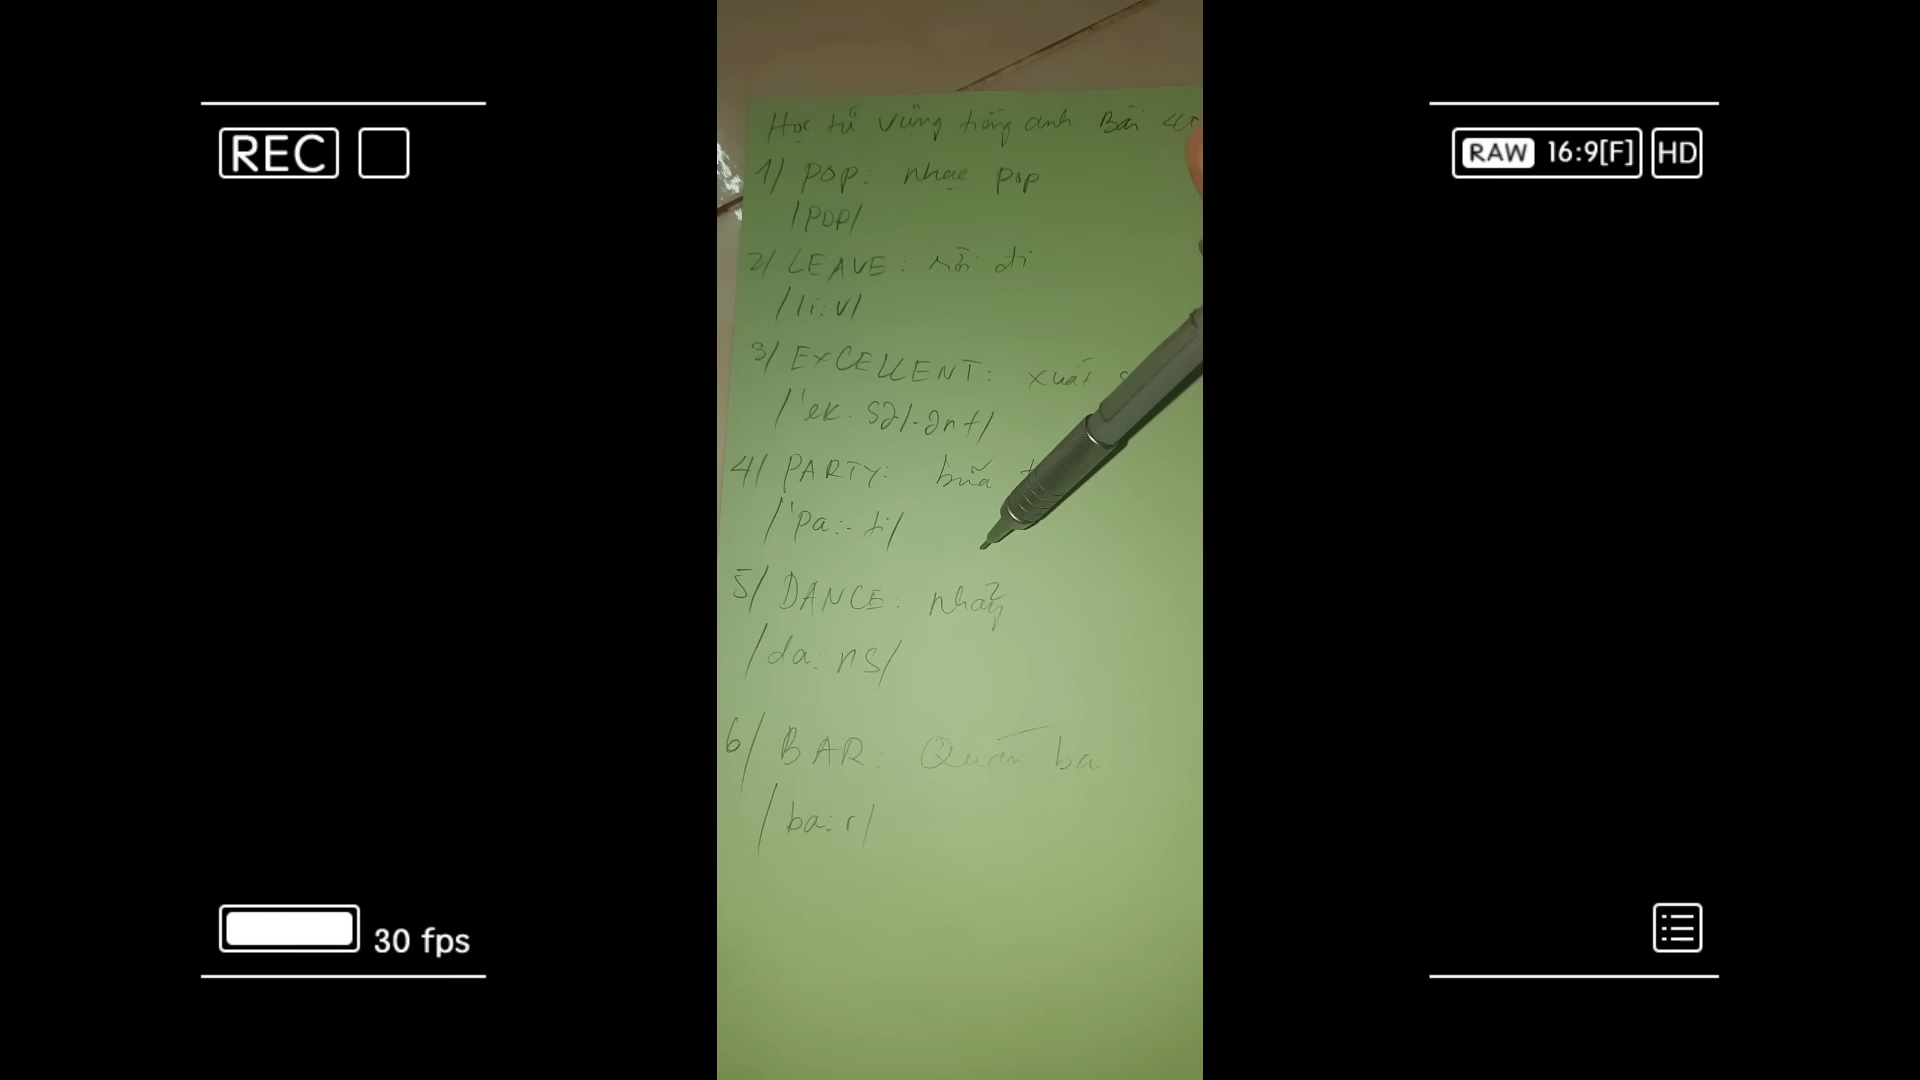 REC
RAW 16:9[F] HD
Học từ vững tiếng anh Bài
1/ POP: nhạc pop
/pɒp/
2/ LEAVE: rời đi
/li:v/
3/ EXCELLENT: xuất
/'ek.səl.ənt/
4/ PARTY: bữa
/'pa:-ti/
5/ DANCE: nhảy
/da:ns/
6/ BAR: Quán ba
/ba:r/
30 fps